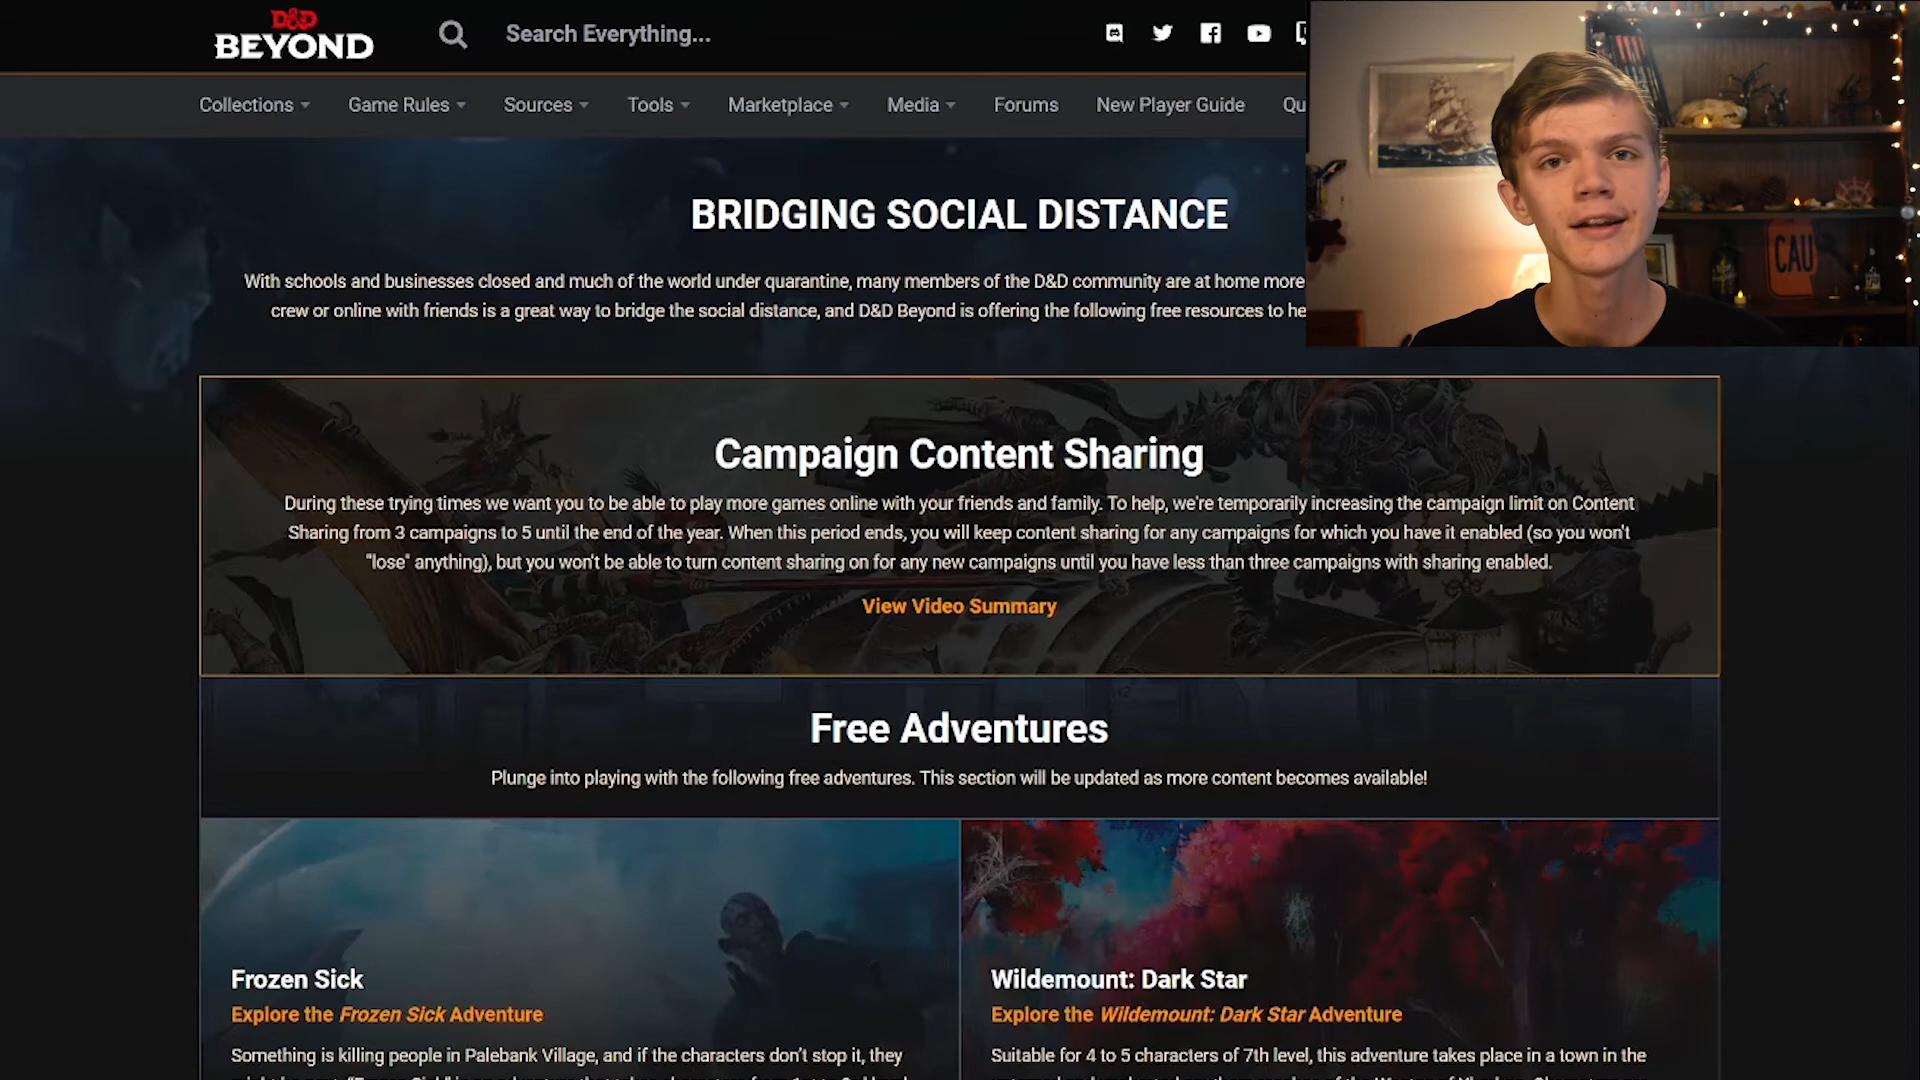 D&D
BEYOND
Search Everything...
Collections
Game Rules
Sources
Tools
Marketplace
Media
Forums
New Player Guide
Qu
CAU
BRIDGING SOCIAL DISTANCE
With schools and businesses closed and much of the world under quarantine, many members of the D&D community are at home more
crew or online with friends is a great way to bridge the social distance, and D&D Beyond is offering the following free resources to he
Campaign Content Sharing
During these trying times we want you to be able to play more games online with your friends and family. To help, we're temporarily increasing the campaign limit on Content
Sharing from 3 campaigns to 5 until the end of the year. When this period ends, you will keep content sharing for any campaigns for which you have it enabled (so you won't
"lose" anything), but you won't be able to turn content sharing on for any new campaigns until you have less than three campaigns with sharing enabled.
View Video Summary
Free Adventures
Plunge into playing with the following free adventures. This section will be updated as more content becomes available!
Frozen Sick
Explore the Frozen Sick Adventure
Something is killing people in Palebank Village, and if the characters don't stop it, they
Wildemount: Dark Star
Explore the Wildemount: Dark Star Adventure
Suitable for 4 to 5 characters of 7th level, this adventure takes place in a town in the